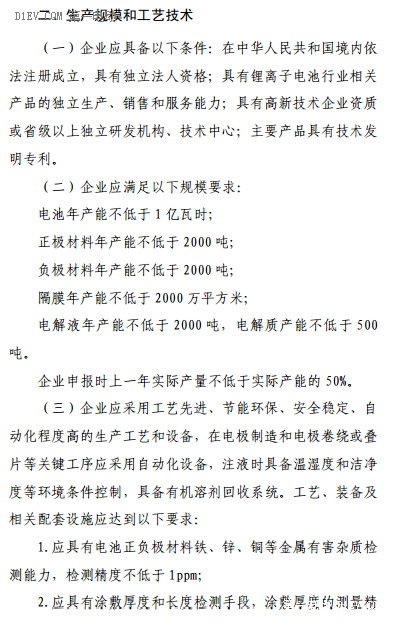 D1EV.COM
二、生产规模和工艺技术
（一）企业应具备以下条件：在中华人民共和国境内依
法注册成立，具有独立法人资格；具有锂离子电池行业相关
产品的独立生产、销售和服务能力；具有高新技术企业资质
或省级以上独立研发机构、技术中心；主要产品具有技术发
明专利。
（二）企业应满足以下规模要求：
电池年产能不低于 1 亿瓦时；
正极材料年产能不低于 2000 吨；
负极材料年产能不低于 2000 吨；
隔膜年产能不低于 2000 万平方米；
电解液年产能不低于 2000 吨，电解质产能不低于 500
吨。
企业申报时上一年实际产量不低于实际产能的 50%。
（三）企业应采用工艺先进、节能环保、安全稳定、自
动化程度高的生产工艺和设备，在电极制造和电极卷绕或叠
片等关键工序应采用自动化设备，注液时具备温湿度和洁净
度等环境条件控制，具备有机溶剂回收系统。工艺、装备及
相关配套设施应达到以下要求：
1.应具有电池正负极材料铁、锌、铜等金属有害杂质检
测能力，检测精度不低于 1ppm；
2.应具有涂敷厚度和长度检测手段，涂敷厚度的测量精